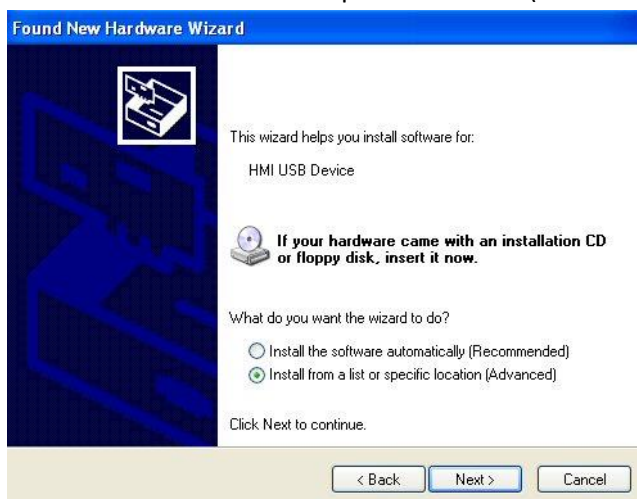 Found New Hardware Wizard
This wizard helps you install software for:
HMI USB Device
If your hardware came with an installation CD
or floppy disk, insert it now.
What do you want the wizard to do?
Install the software automatically (Recommended)
Install from a list or specific location (Advanced)
Click Next to continue.
< Back Next > Cancel